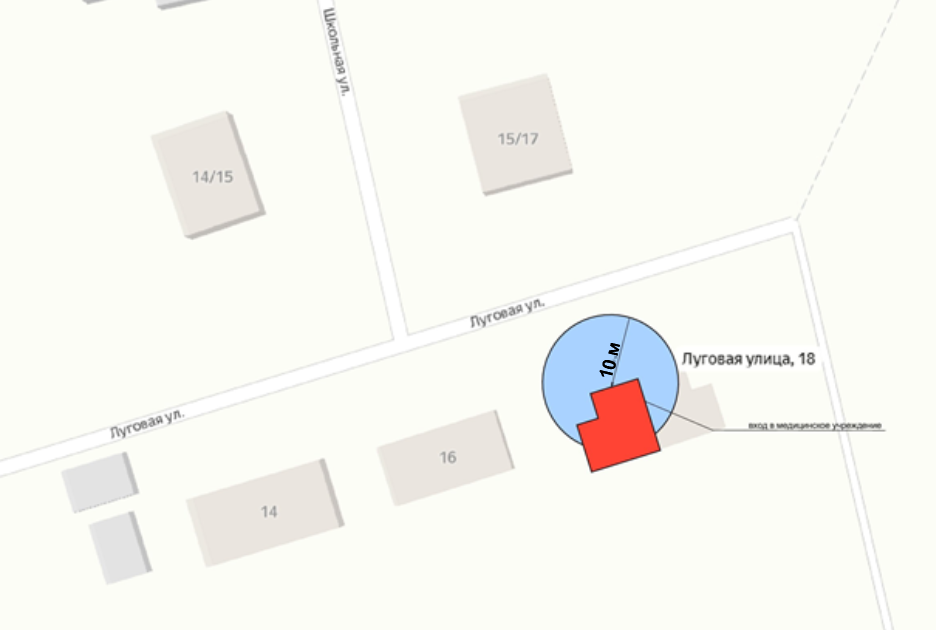 Школьная ул.
15/17
14/15
Луговая ул.
10 м
Луговая улица, 18
Луговая ул.
вход в медицинское учреждение
16
14